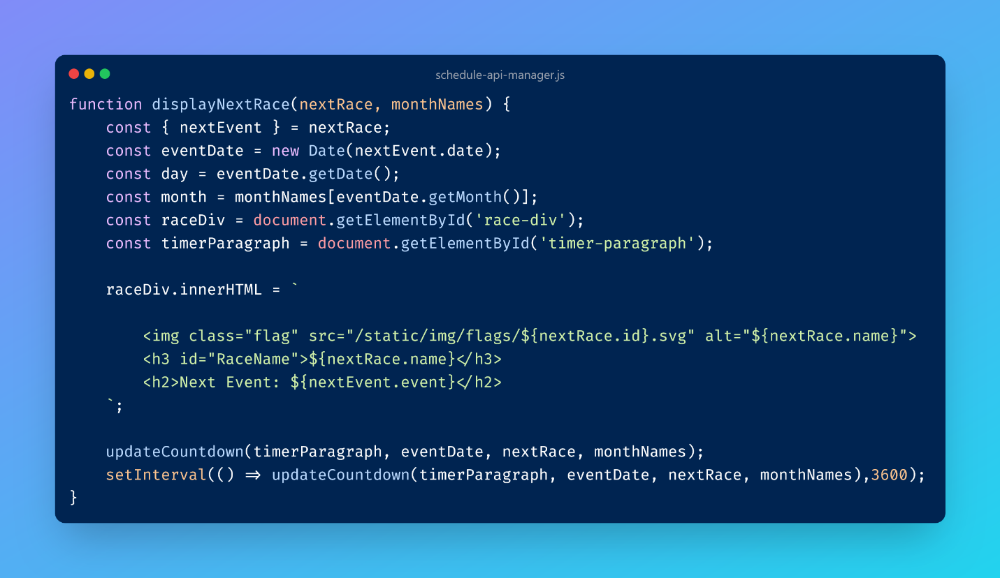 schedule-api-manager.js
function displayNextRace(nextRace, monthNames) {
    const { nextEvent } = nextRace;
    const eventDate = new Date(nextEvent.date);
    const day = eventDate.getDate();
    const month = monthNames[eventDate.getMonth()];
    const raceDiv = document.getElementById('race-div');
    const timerParagraph = document.getElementById('timer-paragraph');

    raceDiv.innerHTML = `

        <img class="flag" src="/static/img/flags/${nextRace.id}.svg" alt="${nextRace.name}">
        <h3 id="RaceName">${nextRace.name}</h3>
        <h2>Next Event: ${nextEvent.event}</h2>
    `;

    updateCountdown(timerParagraph, eventDate, nextRace, monthNames);
    setInterval(() => updateCountdown(timerParagraph, eventDate, nextRace, monthNames),3600);
}